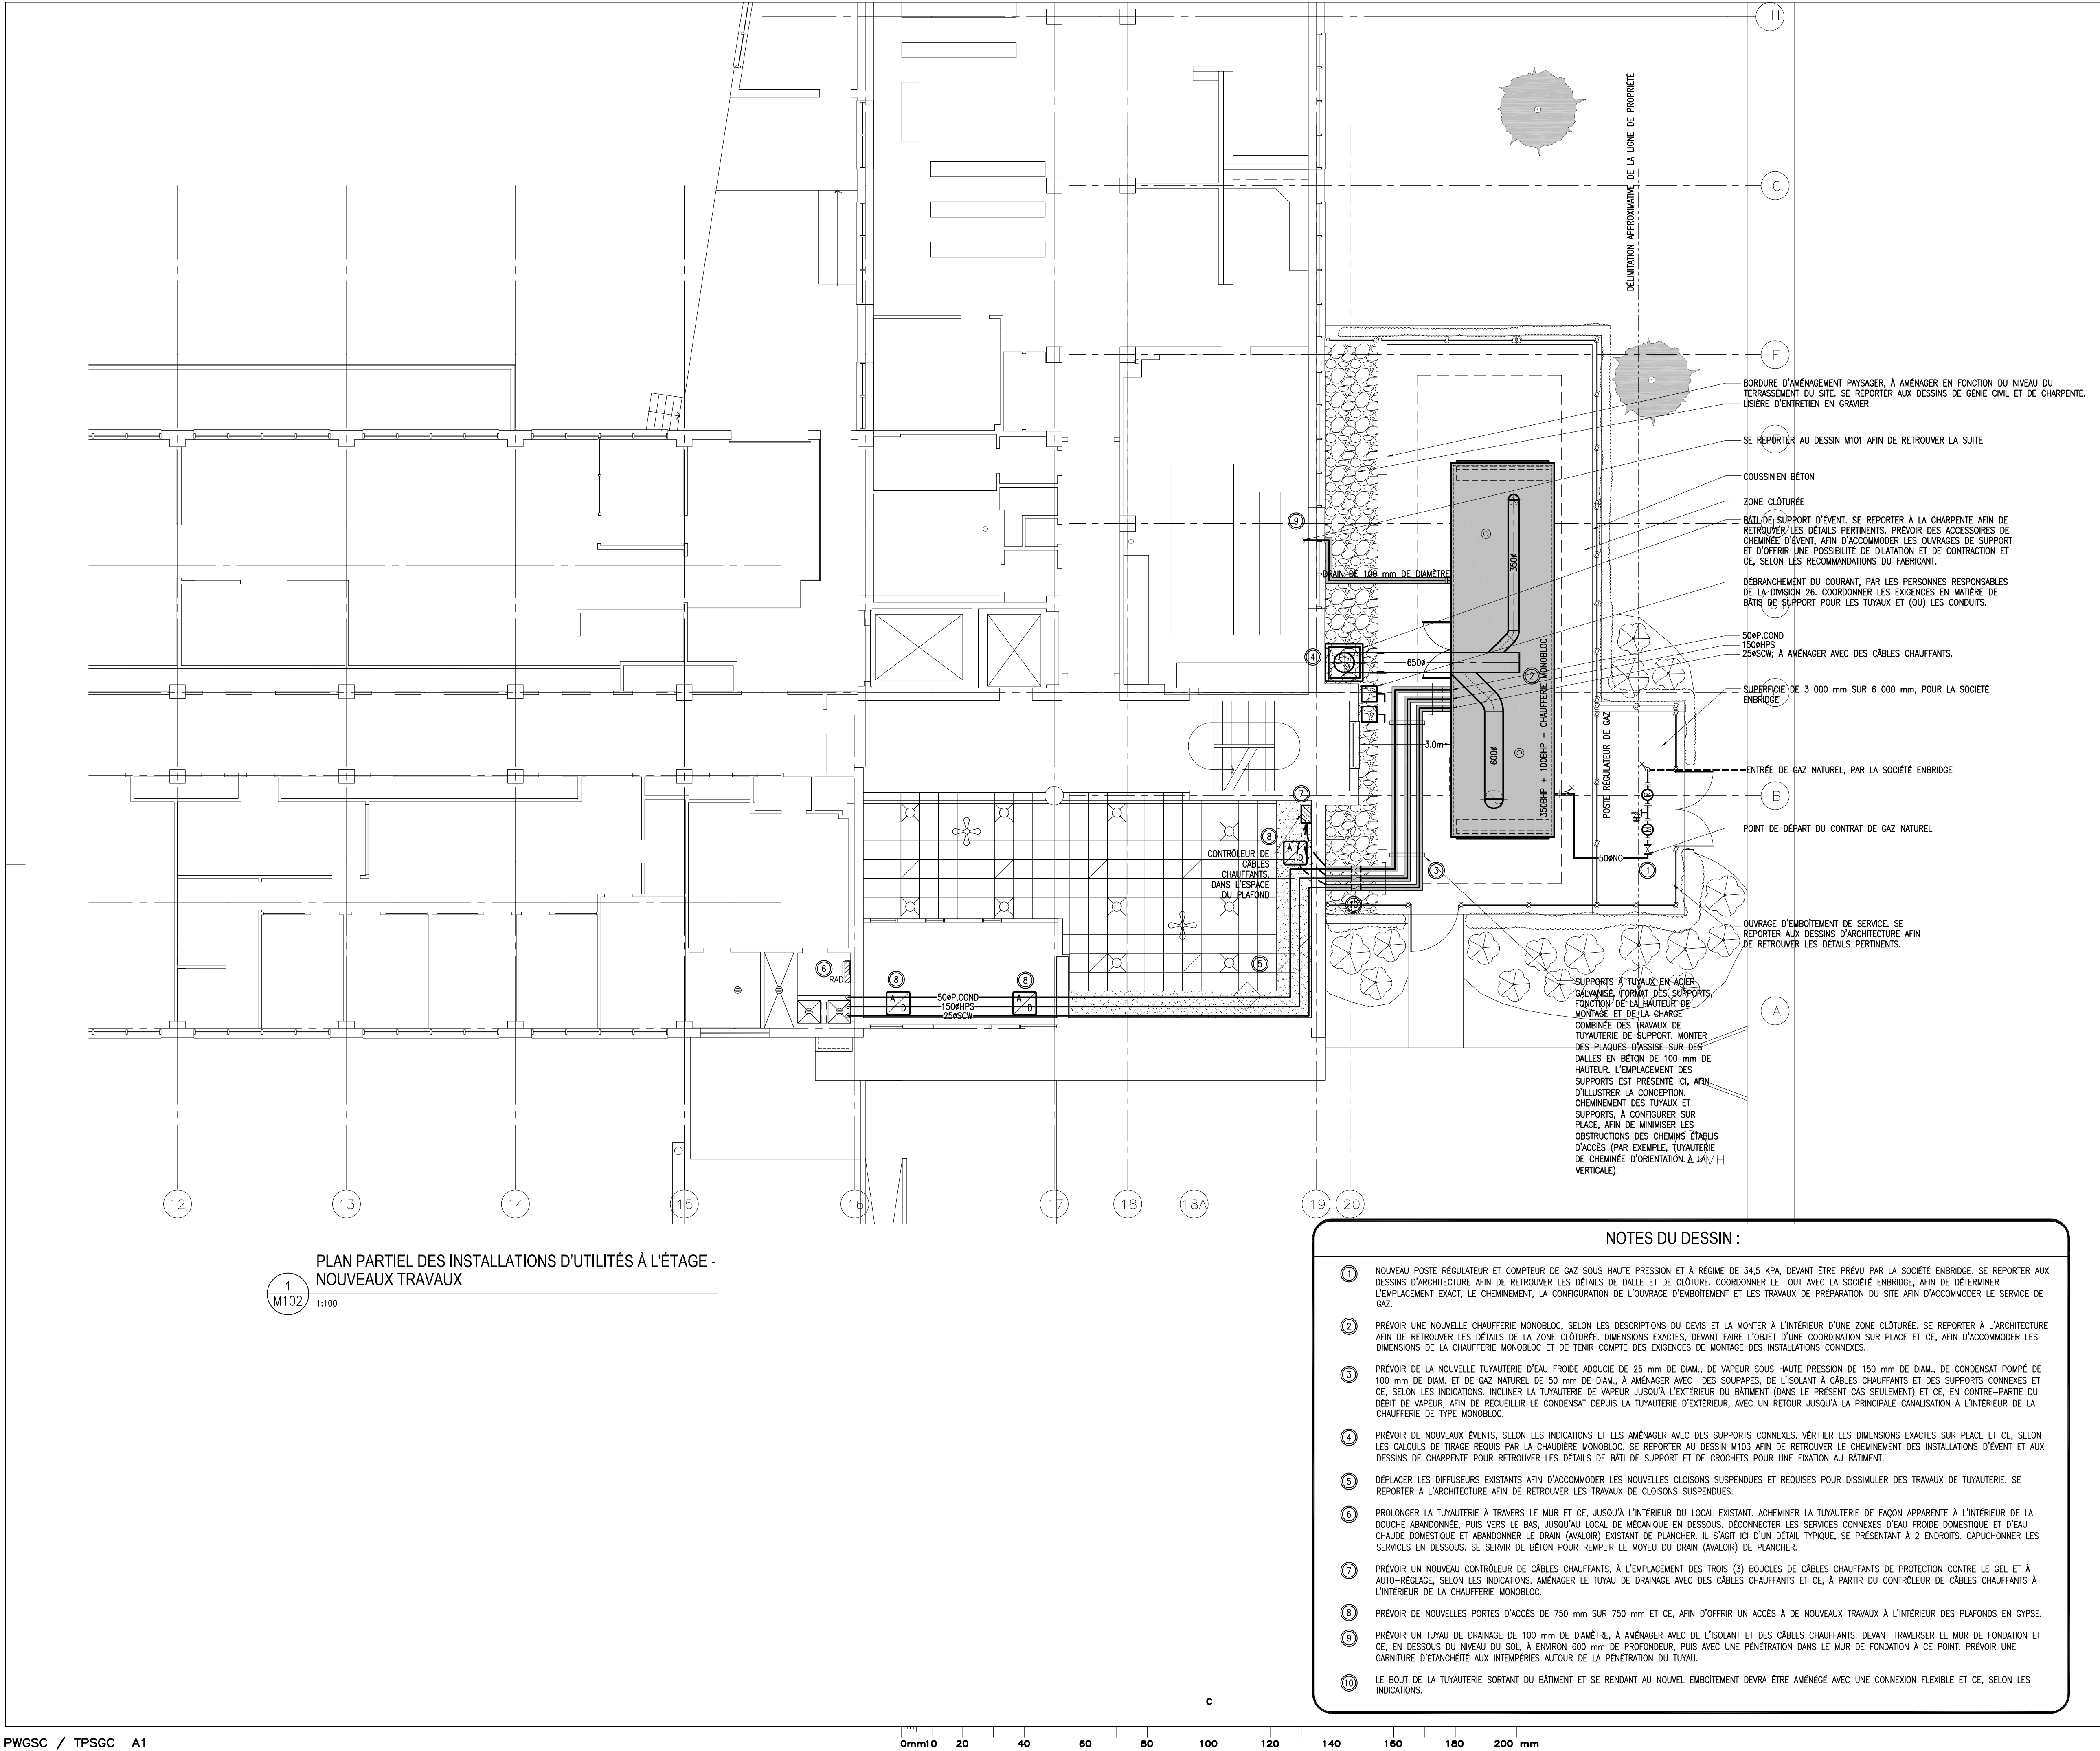 H
G
F
B
A
DÉLIMITATION APPROXIMATIVE DE LA LIGNE DE PROPRIÉTÉ
BORDURE D'AMÉNAGEMENT PAYSAGER, À AMÉNAGER EN FONCTION DU NIVEAU DU
TERRASSEMENT DU SITE. SE REPORTER AUX DESSINS DE GÉNIE CIVIL ET DE CHARPENTE.
LISIÈRE D'ENTRETIEN EN GRAVIER
SE REPORTER AU DESSIN M101 AFIN DE RETROUVER LA SUITE
COUSSIN EN BÉTON
ZONE CLÔTURÉE
BÂTI DE SUPPORT D'ÉVENT. SE REPORTER À LA CHARPENTE AFIN DE
RETROUVER LES DÉTAILS PERTINENTS. PRÉVOIR DES ACCESSOIRES DE
CHEMINÉE D'ÉVENT, AFIN D'ACCOMMODER LES OUVRAGES DE SUPPORT
ET D'OFFRIR UNE POSSIBILITÉ DE DILATATION ET DE CONTRACTION ET
CE, SELON LES RECOMMANDATIONS DU FABRICANT.
DÉBRANCHEMENT DU COURANT, PAR LES PERSONNES RESPONSABLES
DE LA DIVISION 26. COORDONNER LES EXIGENCES EN MATIÈRE DE
BÂTIS DE SUPPORT POUR LES TUYAUX ET (OU) LES CONDUITS.
50øP.COND
150øHPS
25øSCW; À AMÉNAGER AVEC DES CÂBLES CHAUFFANTS.
SUPERFICIE DE 3 000 mm SUR 6 000 mm, POUR LA SOCIÉTÉ
ENBRIDGE
ENTRÉE DE GAZ NATUREL, PAR LA SOCIÉTÉ ENBRIDGE
POINT DE DÉPART DU CONTRAT DE GAZ NATUREL
OUVRAGE D'EMBOÎTEMENT DE SERVICE. SE
REPORTER AUX DESSINS D'ARCHITECTURE AFIN
DE RETROUVER LES DÉTAILS PERTINENTS.
9
DRAIN DE 100 mm DE DIAMÈTRE
350ø
4
650ø
2
600ø
350BHP + 100BHP - CHAUFFERIE MONOBLOC
POSTE RÉGULATEUR DE GAZ
3.0m
R
M
50øNG
1
3
7
8
A
D
CONTRÔLEUR DE
CÂBLES
CHAUFFANTS,
DANS L'ESPACE
DU PLAFOND
10
5
6
RAD
8
A
D
8
A
D
50øP.COND
150øHPS
25øSCW
SUPPORTS À TUYAUX EN ACIER
GALVANISÉ, FORMAT DES SUPPORTS,
FONCTION DE LA HAUTEUR DE
MONTAGE ET DE LA CHARGE
COMBINÉE DES TRAVAUX DE
TUYAUTERIE DE SUPPORT. MONTER
DES PLAQUES D'ASSISE SUR DES
DALLES EN BÉTON DE 100 mm DE
HAUTEUR. L'EMPLACEMENT DES
SUPPORTS EST PRÉSENTÉ ICI, AFIN
D'ILLUSTRER LA CONCEPTION.
CHEMINEMENT DES TUYAUX ET
SUPPORTS, À CONFIGURER SUR
PLACE, AFIN DE MINIMISER LES
OBSTRUCTIONS DES CHEMINS ÉTABLIS
D'ACCÈS (PAR EXEMPLE, TUYAUTERIE
DE CHEMINÉE D'ORIENTATION À LA
VERTICALE).
MH
12 13 14 15 16 17 18 18A 19 20
PLAN PARTIEL DES INSTALLATIONS D'UTILITÉS À L'ÉTAGE -
NOUVEAUX TRAVAUX
1
M102
1:100
NOTES DU DESSIN :
1 NOUVEAU POSTE RÉGULATEUR ET COMPTEUR DE GAZ SOUS HAUTE PRESSION ET À RÉGIME DE 34,5 KPA, DEVANT ÊTRE PRÉVU PAR LA SOCIÉTÉ ENBRIDGE. SE REPORTER AUX
DESSINS D'ARCHITECTURE AFIN DE RETROUVER LES DÉTAILS DE DALLE ET DE CLÔTURE. COORDONNER LE TOUT AVEC LA SOCIÉTÉ ENBRIDGE, AFIN DE DÉTERMINER
L'EMPLACEMENT EXACT, LE CHEMINEMENT, LA CONFIGURATION DE L'OUVRAGE D'EMBOÎTEMENT ET LES TRAVAUX DE PRÉPARATION DU SITE AFIN D'ACCOMMODER LE SERVICE DE
GAZ.
2 PRÉVOIR UNE NOUVELLE CHAUFFERIE MONOBLOC, SELON LES DESCRIPTIONS DU DEVIS ET LA MONTER À L'INTÉRIEUR D'UNE ZONE CLÔTURÉE. SE REPORTER À L'ARCHITECTURE
AFIN DE RETROUVER LES DÉTAILS DE LA ZONE CLÔTURÉE. DIMENSIONS EXACTES, DEVANT FAIRE L'OBJET D'UNE COORDINATION SUR PLACE ET CE, AFIN D'ACCOMMODER LES
DIMENSIONS DE LA CHAUFFERIE MONOBLOC ET DE TENIR COMPTE DES EXIGENCES DE MONTAGE DES INSTALLATIONS CONNEXES.
3 PRÉVOIR DE LA NOUVELLE TUYAUTERIE D'EAU FROIDE ADOUCIE DE 25 mm DE DIAM., DE VAPEUR SOUS HAUTE PRESSION DE 150 mm DE DIAM., DE CONDENSAT POMPÉ DE
100 mm DE DIAM. ET DE GAZ NATUREL DE 50 mm DE DIAM., À AMÉNAGER AVEC DES SOUPAPES, DE L'ISOLANT À CÂBLES CHAUFFANTS ET DES SUPPORTS CONNEXES ET
CE, SELON LES INDICATIONS. INCLINER LA TUYAUTERIE DE VAPEUR JUSQU'À L'EXTÉRIEUR DU BÂTIMENT (DANS LE PRÉSENT CAS SEULEMENT) ET CE, EN CONTRE-PARTIE DU
DÉBIT DE VAPEUR, AFIN DE RECUEILLIR LE CONDENSAT DEPUIS LA TUYAUTERIE D'EXTÉRIEUR, AVEC UN RETOUR JUSQU'À LA PRINCIPALE CANALISATION À L'INTÉRIEUR DE LA
CHAUFFERIE DE TYPE MONOBLOC.
4 PRÉVOIR DE NOUVEAUX ÉVENTS, SELON LES INDICATIONS ET LES AMÉNAGER AVEC DES SUPPORTS CONNEXES. VÉRIFIER LES DIMENSIONS EXACTES SUR PLACE ET CE, SELON
LES CALCULS DE TIRAGE REQUIS PAR LA CHAUDIÈRE MONOBLOC. SE REPORTER AU DESSIN M103 AFIN DE RETROUVER LE CHEMINEMENT DES INSTALLATIONS D'ÉVENT ET AUX
DESSINS DE CHARPENTE POUR RETROUVER LES DÉTAILS DE BÂTI DE SUPPORT ET DE CROCHETS POUR UNE FIXATION AU BÂTIMENT.
5 DÉPLACER LES DIFFUSEURS EXISTANTS AFIN D'ACCOMMODER LES NOUVELLES CLOISONS SUSPENDUES ET REQUISES POUR DISSIMULER DES TRAVAUX DE TUYAUTERIE. SE
REPORTER À L'ARCHITECTURE AFIN DE RETROUVER LES TRAVAUX DE CLOISONS SUSPENDUES.
6 PROLONGER LA TUYAUTERIE À TRAVERS LE MUR ET CE, JUSQU'À L'INTÉRIEUR DU LOCAL EXISTANT. ACHEMINER LA TUYAUTERIE DE FAÇON APPARENTE À L'INTÉRIEUR DE LA
DOUCHE ABANDONNÉE, PUIS VERS LE BAS, JUSQU'AU LOCAL DE MÉCANIQUE EN DESSOUS. DÉCONNECTER LES SERVICES CONNEXES D'EAU FROIDE DOMESTIQUE ET D'EAU
CHAUDE DOMESTIQUE ET ABANDONNER LE DRAIN (AVALOIR) EXISTANT DE PLANCHER. IL S'AGIT ICI D'UN DÉTAIL TYPIQUE, SE PRÉSENTANT À 2 ENDROITS. CAPUCHONNER LES
SERVICES EN DESSOUS. SE SERVIR DE BÉTON POUR REMPLIR LE MOYEU DU DRAIN (AVALOIR) DE PLANCHER.
7 PRÉVOIR UN NOUVEAU CONTRÔLEUR DE CÂBLES CHAUFFANTS, À L'EMPLACEMENT DES TROIS (3) BOUCLES DE CÂBLES CHAUFFANTS DE PROTECTION CONTRE LE GEL ET À
AUTO-RÉGLAGE, SELON LES INDICATIONS. AMÉNAGER LE TUYAU DE DRAINAGE AVEC DES CÂBLES CHAUFFANTS ET CE, À PARTIR DU CONTRÔLEUR DE CÂBLES CHAUFFANTS À
L'INTÉRIEUR DE LA CHAUFFERIE MONOBLOC.
8 PRÉVOIR DE NOUVELLES PORTES D'ACCÈS DE 750 mm SUR 750 mm ET CE, AFIN D'OFFRIR UN ACCÈS À DE NOUVEAUX TRAVAUX À L'INTÉRIEUR DES PLAFONDS EN GYPSE.
9 PRÉVOIR UN TUYAU DE DRAINAGE DE 100 mm DE DIAMÈTRE, À AMÉNAGER AVEC DE L'ISOLANT ET DES CÂBLES CHAUFFANTS. DEVANT TRAVERSER LE MUR DE FONDATION ET
CE, EN DESSOUS DU NIVEAU DU SOL, À ENVIRON 600 mm DE PROFONDEUR, PUIS AVEC UNE PÉNÉTRATION DANS LE MUR DE FONDATION À CE POINT. PRÉVOIR UNE
GARNITURE D'ÉTANCHÉITÉ AUX INTEMPÉRIES AUTOUR DE LA PÉNÉTRATION DU TUYAU.
10 LE BOUT DE LA TUYAUTERIE SORTANT DU BÂTIMENT ET SE RENDANT AU NOUVEL EMBOÎTEMENT DEVRA ÊTRE AMÉNÉGÉ AVEC UNE CONNEXION FLEXIBLE ET CE, SELON LES
INDICATIONS.
C
PWGSC / TPSGC A1
0mm10 20 40 60 80 100 120 140 160 180 200 mm